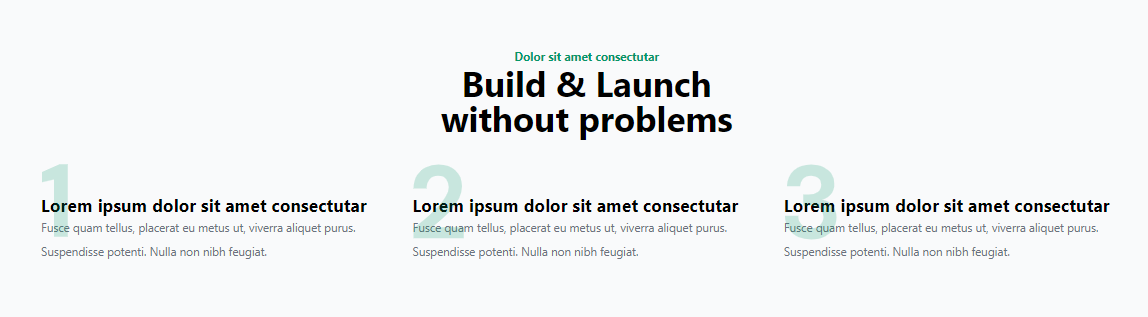 Dolor sit amet consectutar
Build & Launch
without problems
1
Lorem ipsum dolor sit amet consectutar
Fusce quam tellus, placerat eu metus ut, viverra aliquet purus.
Suspendisse potenti. Nulla non nibh feugiat.
2
Lorem ipsum dolor sit amet consectutar
Fusce quam tellus, placerat eu metus ut, viverra aliquet purus.
Suspendisse potenti. Nulla non nibh feugiat.
3
Lorem ipsum dolor sit amet consectutar
Fusce quam tellus, placerat eu metus ut, viverra aliquet purus.
Suspendisse potenti. Nulla non nibh feugiat.